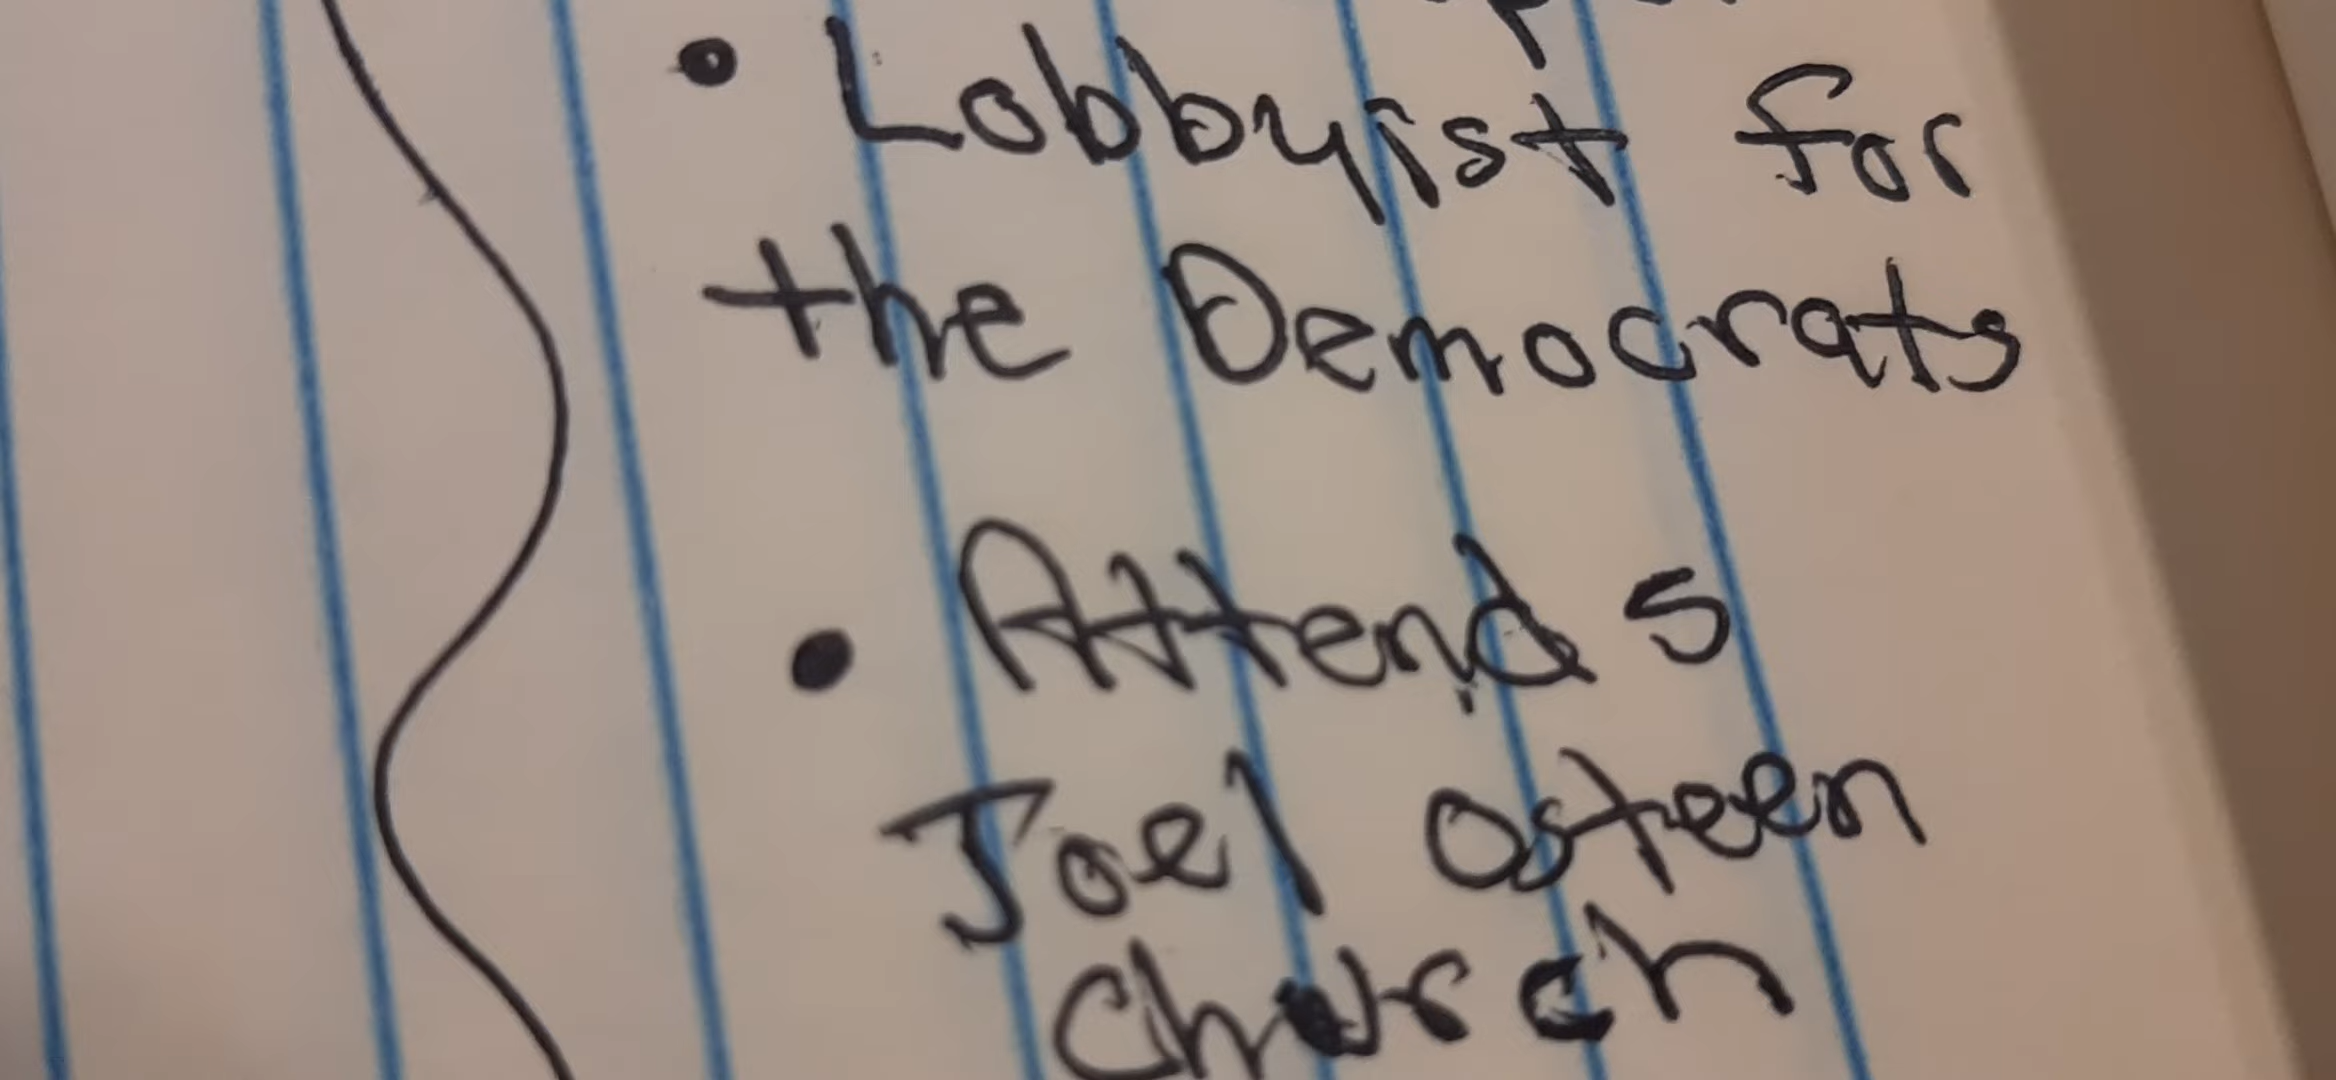 • Lobbyist for
the Democrats
• Attends
Joel Osteen
Church